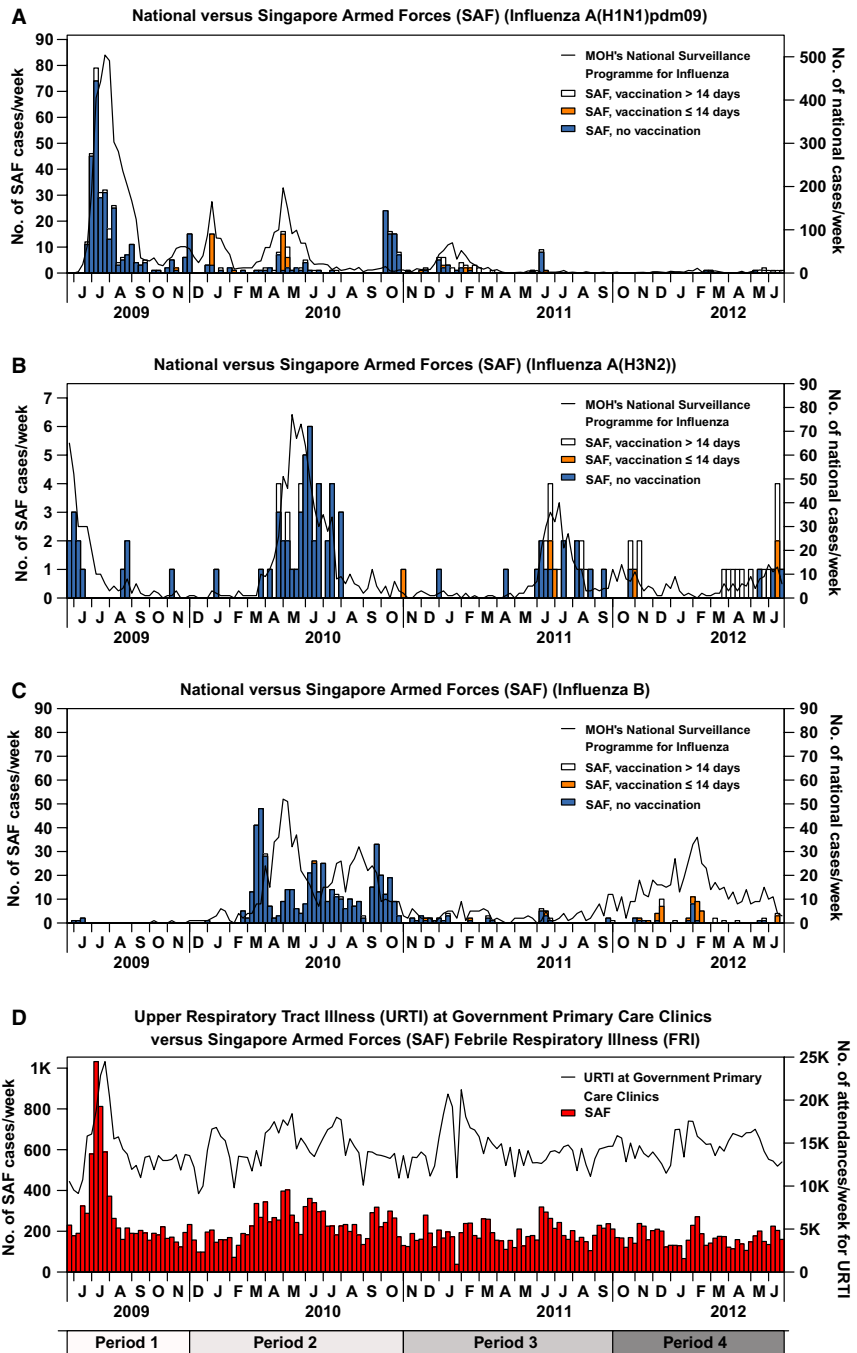 A
National versus Singapore Armed Forces (SAF) (Influenza A(H1N1)pdm09)
No. of SAF cases/week
No. of national cases/week
90
80
70
60
50
40
30
20
10
0
500
400
300
200
100
0
MOH's National Surveillance
Programme for Influenza
SAF, vaccination > 14 days
SAF, vaccination ≤ 14 days
SAF, no vaccination
J J A S O N D J F M A M J J A S O N D J F M A M J J A S O N D J F M A M J
2009 2010 2011 2012
B
National versus Singapore Armed Forces (SAF) (Influenza A(H3N2))
No. of SAF cases/week
No. of national cases/week
7
6
5
4
3
2
1
0
90
80
70
60
50
40
30
20
10
0
MOH's National Surveillance
Programme for Influenza
SAF, vaccination > 14 days
SAF, vaccination ≤ 14 days
SAF, no vaccination
J J A S O N D J F M A M J J A S O N D J F M A M J J A S O N D J F M A M J
2009 2010 2011 2012
C
National versus Singapore Armed Forces (SAF) (Influenza B)
No. of SAF cases/week
No. of national cases/week
90
80
70
60
50
40
30
20
10
0
90
80
70
60
50
40
30
20
10
0
MOH's National Surveillance
Programme for Influenza
SAF, vaccination > 14 days
SAF, vaccination ≤ 14 days
SAF, no vaccination
J J A S O N D J F M A M J J A S O N D J F M A M J J A S O N D J F M A M J
2009 2010 2011 2012
D
Upper Respiratory Tract Illness (URTI) at Government Primary Care Clinics
versus Singapore Armed Forces (SAF) Febrile Respiratory Illness (FRI)
No. of SAF cases/week
No. of attendances/week for URTI
1K
800
600
400
200
0
25K
20K
15K
10K
5K
0
URTI at Government Primary
Care Clinics
SAF
J J A S O N D J F M A M J J A S O N D J F M A M J J A S O N D J F M A M J
2009 2010 2011 2012
Period 1 Period 2 Period 3 Period 4